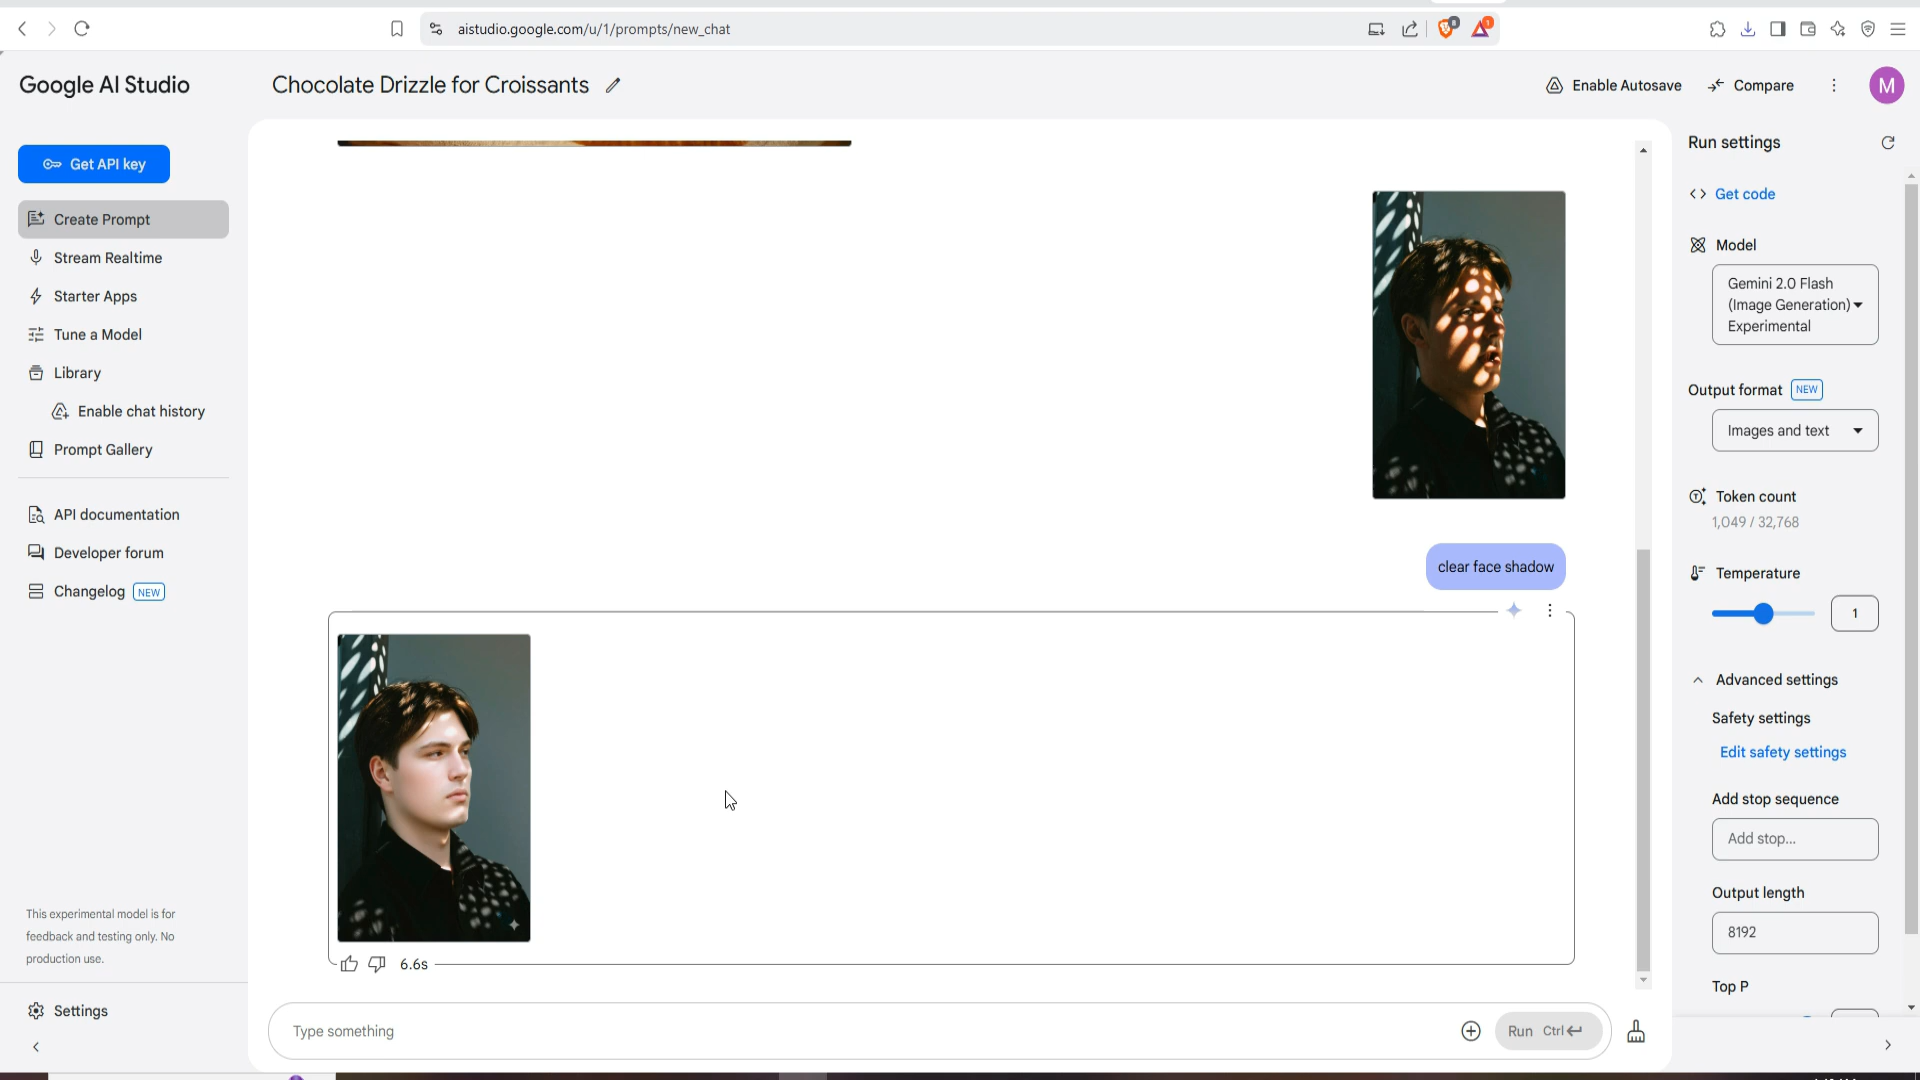 aistudio.google.com/u/1/prompts/new_chat
8
1
Google AI Studio
Chocolate Drizzle for Croissants
Enable Autosave
Compare
M
Get API key
Create Prompt
Stream Realtime
Starter Apps
Tune a Model
Library
Enable chat history
Prompt Gallery
API documentation
Developer forum
Changelog NEW
This experimental model is for
feedback and testing only. No
production use.
Settings
clear face shadow
6.6s
Type something
Run Ctrl
Run settings
Get code
Model
Gemini 2.0 Flash
(Image Generation)
Experimental
Output format NEW
Images and text
Token count
1,049 / 32,768
Temperature
1
Advanced settings
Safety settings
Edit safety settings
Add stop sequence
Add stop...
Output length
8192
Top P